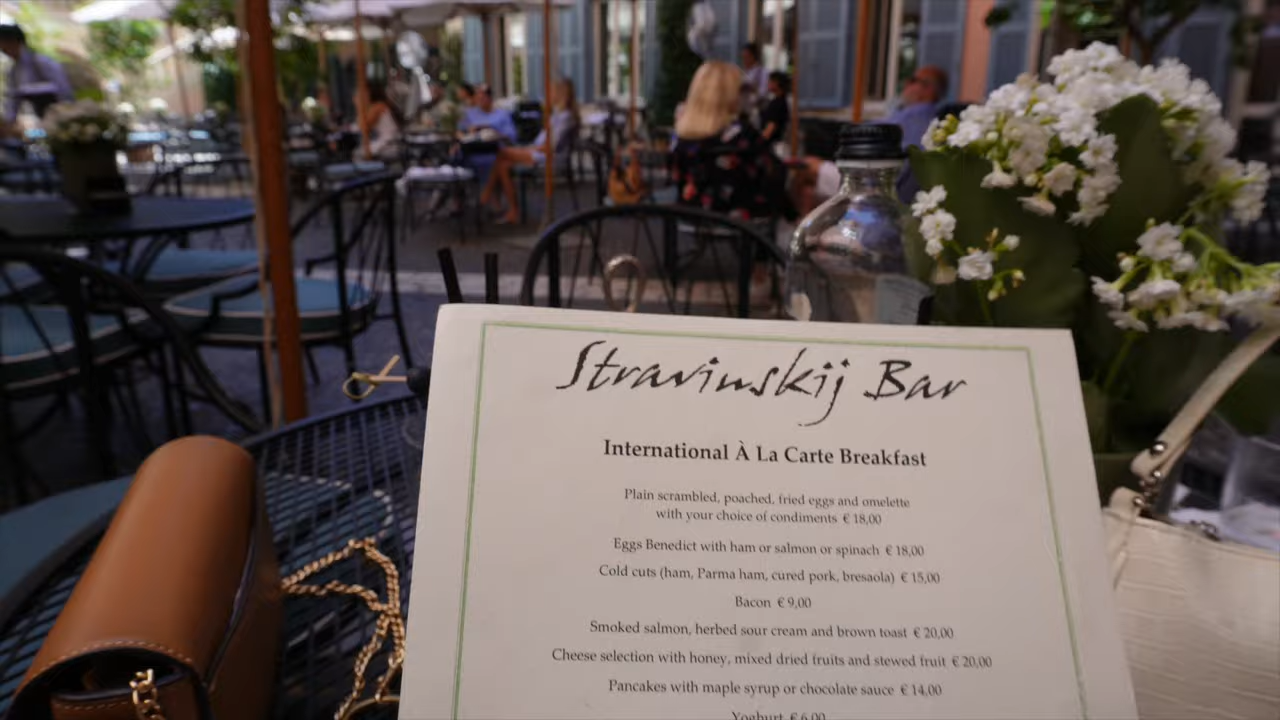 Stravinskij Bar
International À La Carte Breakfast
Plain scrambled, poached, fried eggs and omelette
with your choice of condiments € 18,00
Eggs Benedict with ham or salmon or spinach € 18,00
Cold cuts (ham, Parma ham, cured pork, bresaola) € 15,00
Bacon € 9,00
Smoked salmon, herbed sour cream and brown toast € 20,00
Cheese selection with honey, mixed dried fruits and stewed fruit € 20,00
Pancakes with maple syrup or chocolate sauce € 14,00
Yoghurt € 6,00